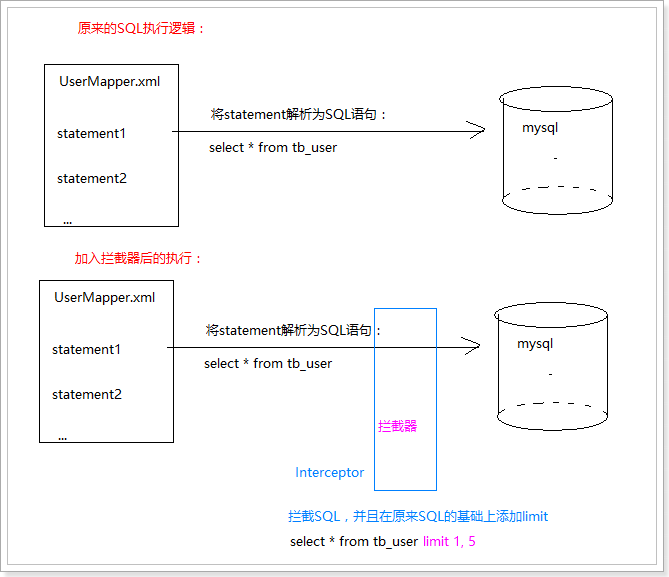 原来的SQL执行逻辑：
UserMapper.xml
将statement解析为SQL语句：
mysql
statement1
select * from tb_user
statement2
...
加入拦截器后的执行：
UserMapper.xml
将statement解析为SQL语句：
mysql
statement1
select * from tb_user
statement2
拦截器
...
Interceptor
拦截SQL，并且在原来SQL的基础上添加limit
select * from tb_user limit 1, 5